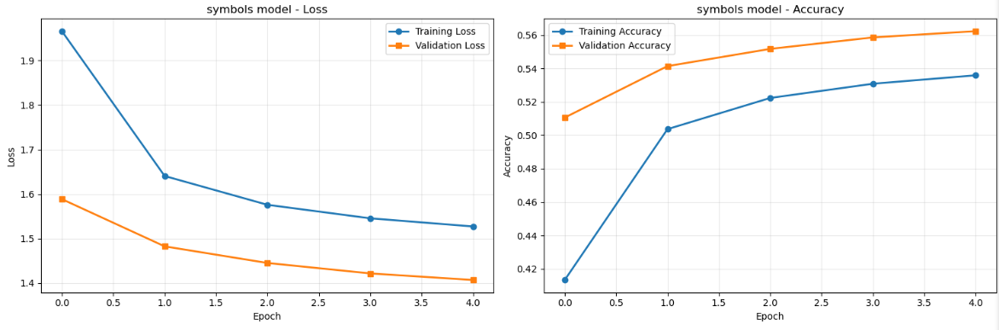 symbols model - Loss
Training Loss
Validation Loss
1.9
1.8
1.7
1.6
1.5
1.4
Loss
0.0 0.5 1.0 1.5 2.0 2.5 3.0 3.5 4.0
Epoch
symbols model - Accuracy
Training Accuracy
Validation Accuracy
0.56
0.54
0.52
0.50
0.48
0.46
0.44
0.42
Accuracy
0.0 0.5 1.0 1.5 2.0 2.5 3.0 3.5 4.0
Epoch